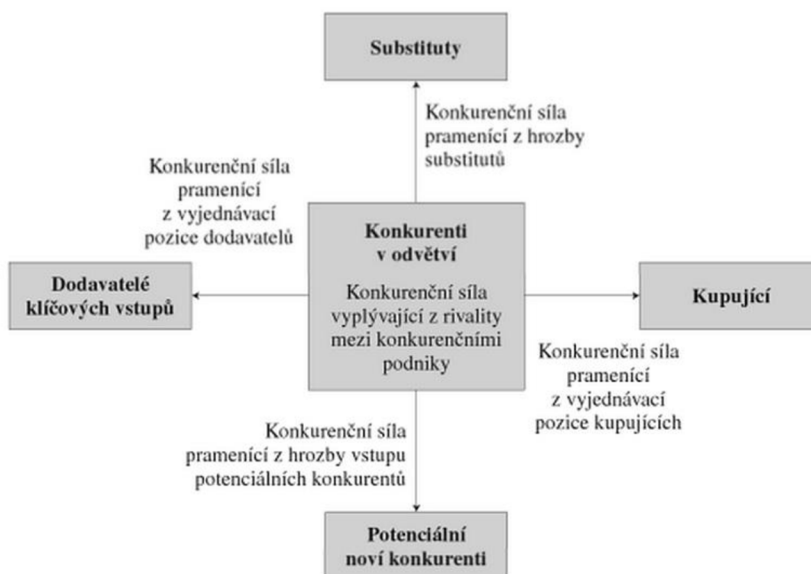 Substituty
Konkurenční síla
pramenící z hrozby
substitutů
Konkurenční síla
pramenící
z vyjednávací
pozice dodavatelů
Konkurenti
v odvětví
Konkurenční síla
vyplývající z rivality
mezi konkurenčními
podniky
Dodavatelé
klíčových vstupů
Kupující
Konkurenční síla
pramenící
z vyjednávací
pozice kupujících
Konkurenční síla
pramenící z hrozby vstupu
potenciálních konkurentů
Potenciální
noví konkurenti